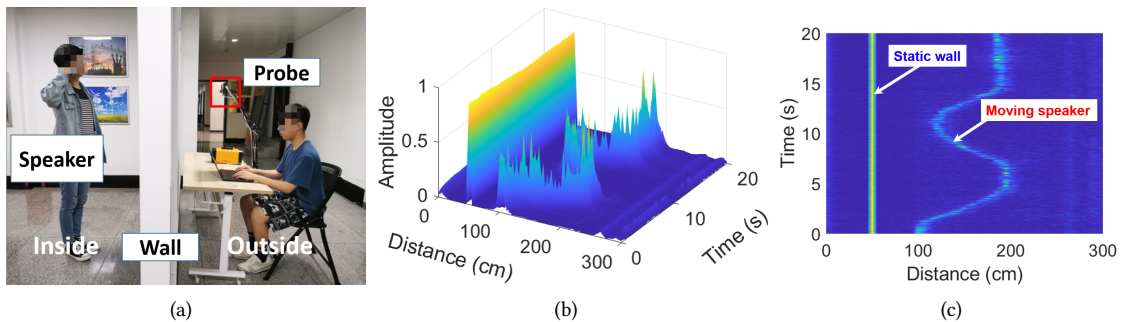 Probe
Speaker
Inside
Wall
Outside
(a)
1
0.5
0
Amplitude
0
100
200
300
Distance (cm)
0
10
20
Time (s)
(b)
20
15
10
5
0
Time (s)
Static wall
Moving speaker
0
100
200
300
Distance (cm)
(c)